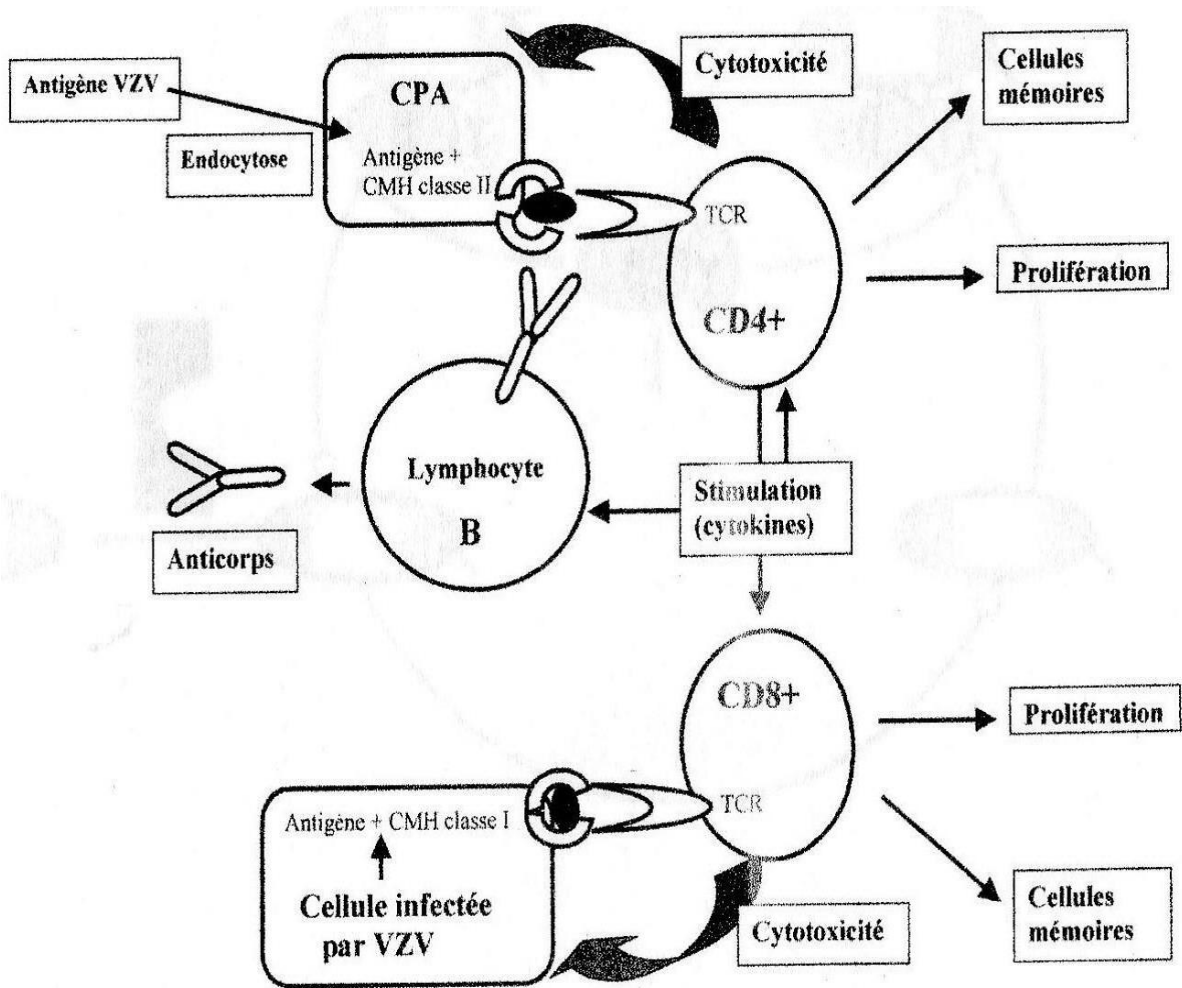 Antigène VZV
Endocytose
CPA
Antigène +
CMH classe II
Cytotoxicité
Cellules
mémoires
TCR
CD4+
Prolifération
Lymphocyte
B
Anticorps
Stimulation
(cytokines)
CD8+
TCR
Prolifération
Antigène + CMH classe I
Cellule infectée
par VZV
Cytotoxicité
Cellules
mémoires